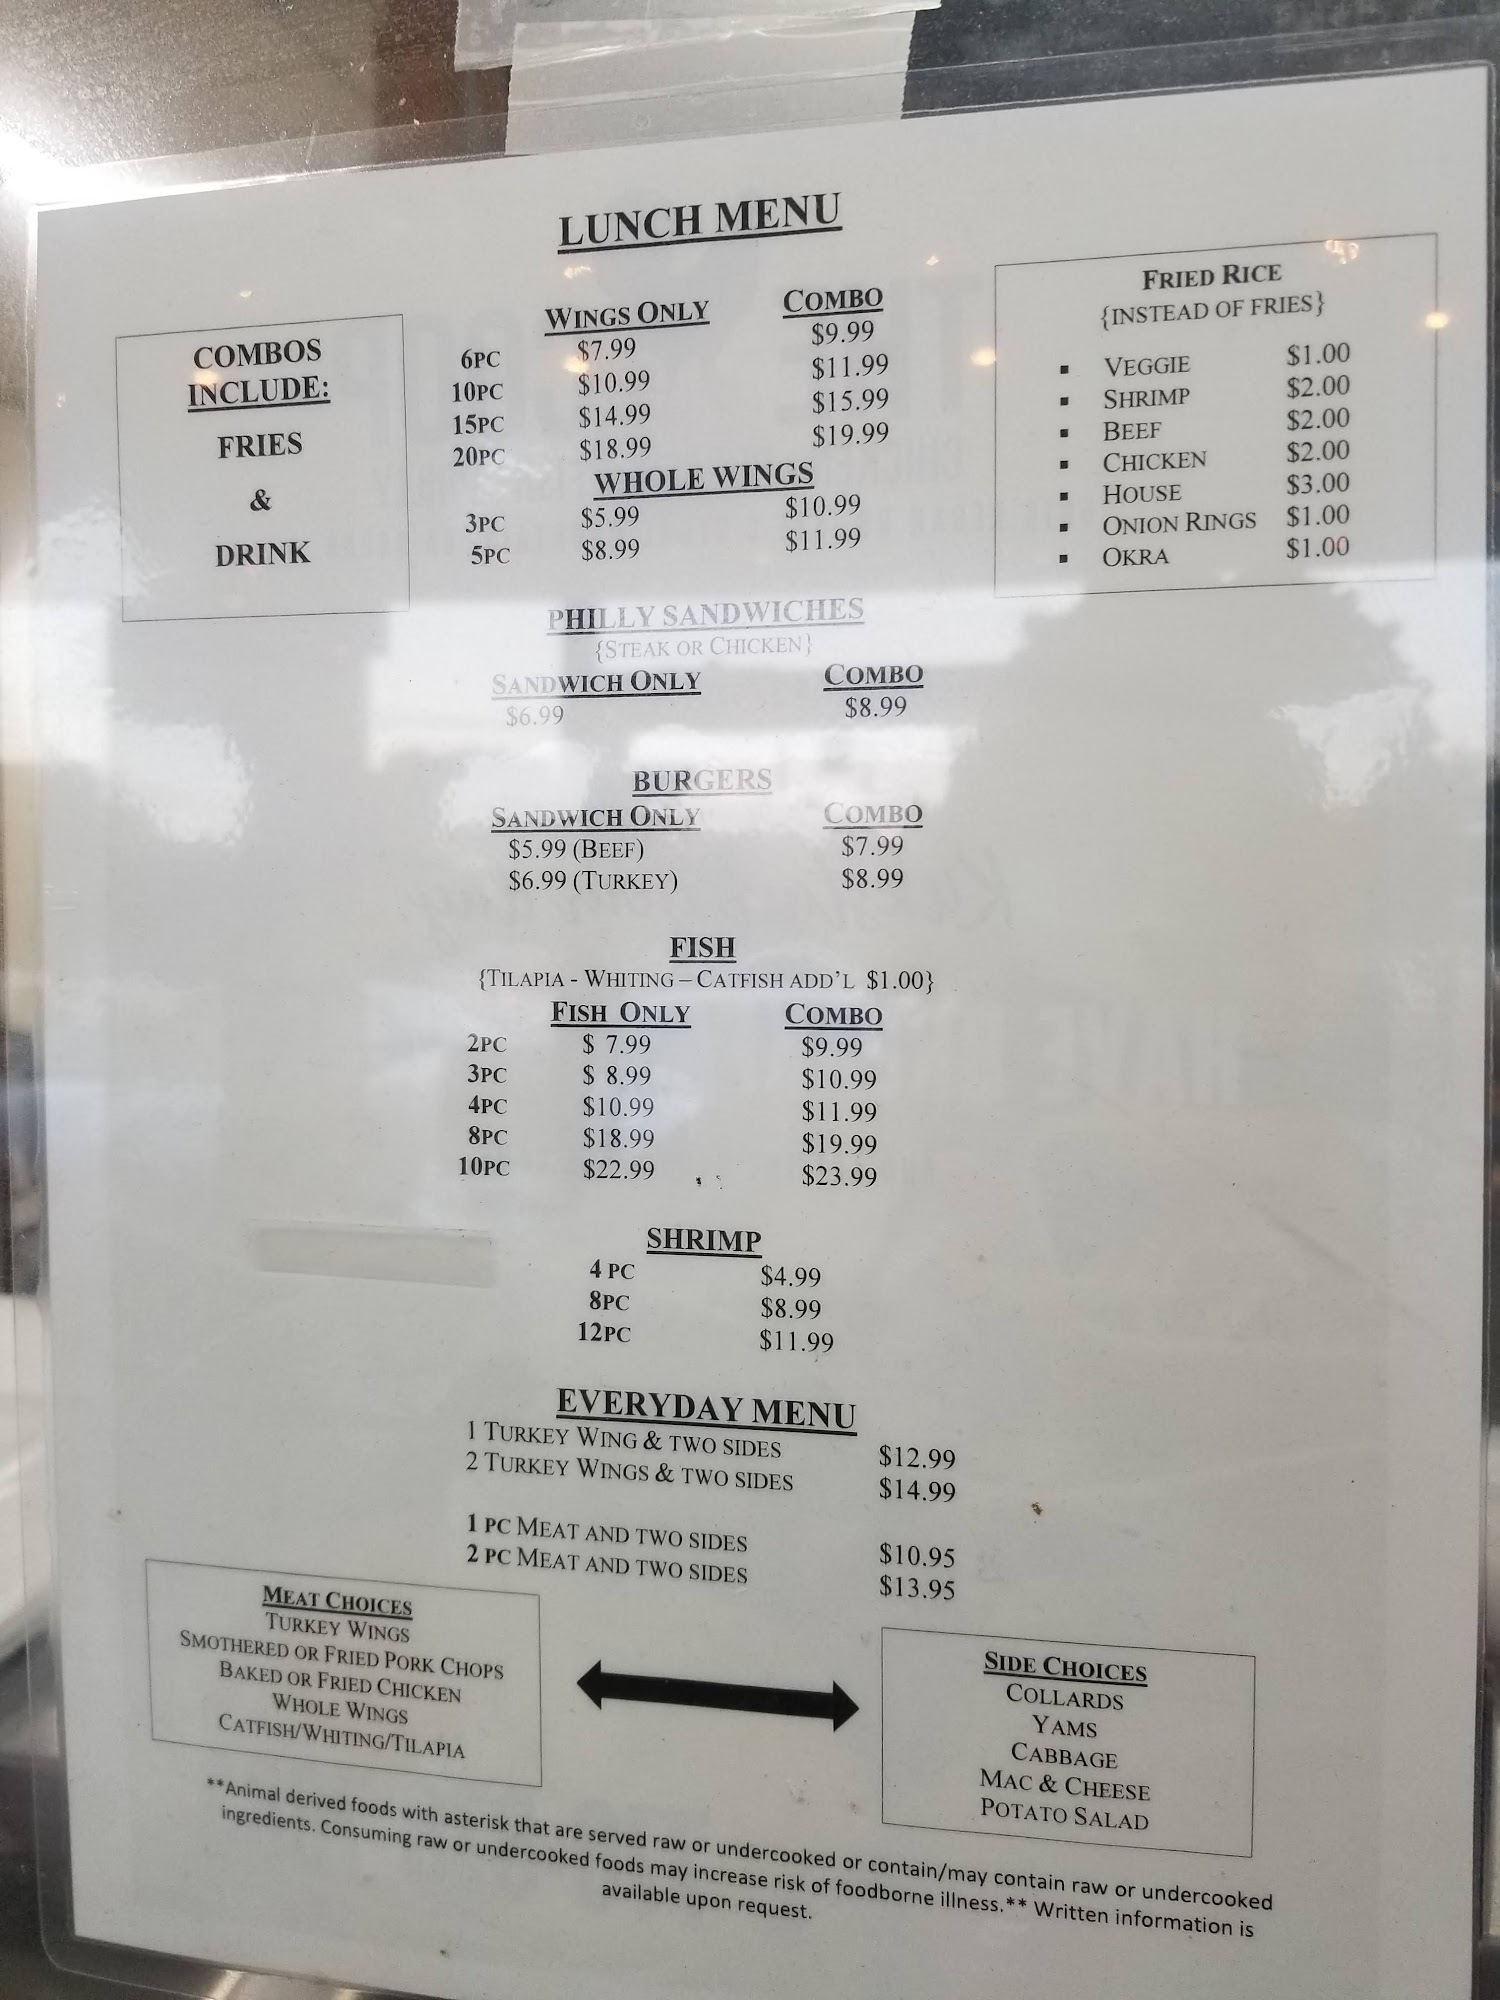 LUNCH MENU
COMBOS
INCLUDE:
FRIES
&
DRINK
WINGS ONLY COMBO
6PC $7.99 $9.99
10PC $10.99 $11.99
15PC $14.99 $15.99
20PC $18.99 $19.99
WHOLE WINGS
3PC $5.99 $10.99
5PC $8.99 $11.99
FRIED RICE
{INSTEAD OF FRIES}
▪ VEGGIE $1.00
▪ SHRIMP $2.00
▪ BEEF $2.00
▪ CHICKEN $2.00
▪ HOUSE $3.00
▪ ONION RINGS $1.00
▪ OKRA $1.00
PHILLY SANDWICHES
{STEAK OR CHICKEN}
SANDWICH ONLY COMBO
$6.99 $8.99
BURGERS
SANDWICH ONLY COMBO
$5.99 (BEEF) $7.99
$6.99 (TURKEY) $8.99
FISH
{TILAPIA - WHITING – CATFISH ADD'L $1.00}
FISH ONLY COMBO
2PC $ 7.99 $9.99
3PC $ 8.99 $10.99
4PC $10.99 $11.99
8PC $18.99 $19.99
10PC $22.99 $23.99
SHRIMP
4 PC $4.99
8PC $8.99
12PC $11.99
EVERYDAY MENU
1 TURKEY WING & TWO SIDES $12.99
2 TURKEY WINGS & TWO SIDES $14.99
1 PC MEAT AND TWO SIDES $10.95
2 PC MEAT AND TWO SIDES $13.95
MEAT CHOICES
TURKEY WINGS
SMOTHERED OR FRIED PORK CHOPS
BAKED OR FRIED CHICKEN
WHOLE WINGS
CATFISH/WHITING/TILAPIA
SIDE CHOICES
COLLARDS
YAMS
CABBAGE
MAC & CHEESE
POTATO SALAD
**Animal derived foods with asterisk that are served raw or undercooked or contain/may contain raw or undercooked
ingredients. Consuming raw or undercooked foods may increase risk of foodborne illness.** Written information is
available upon request.